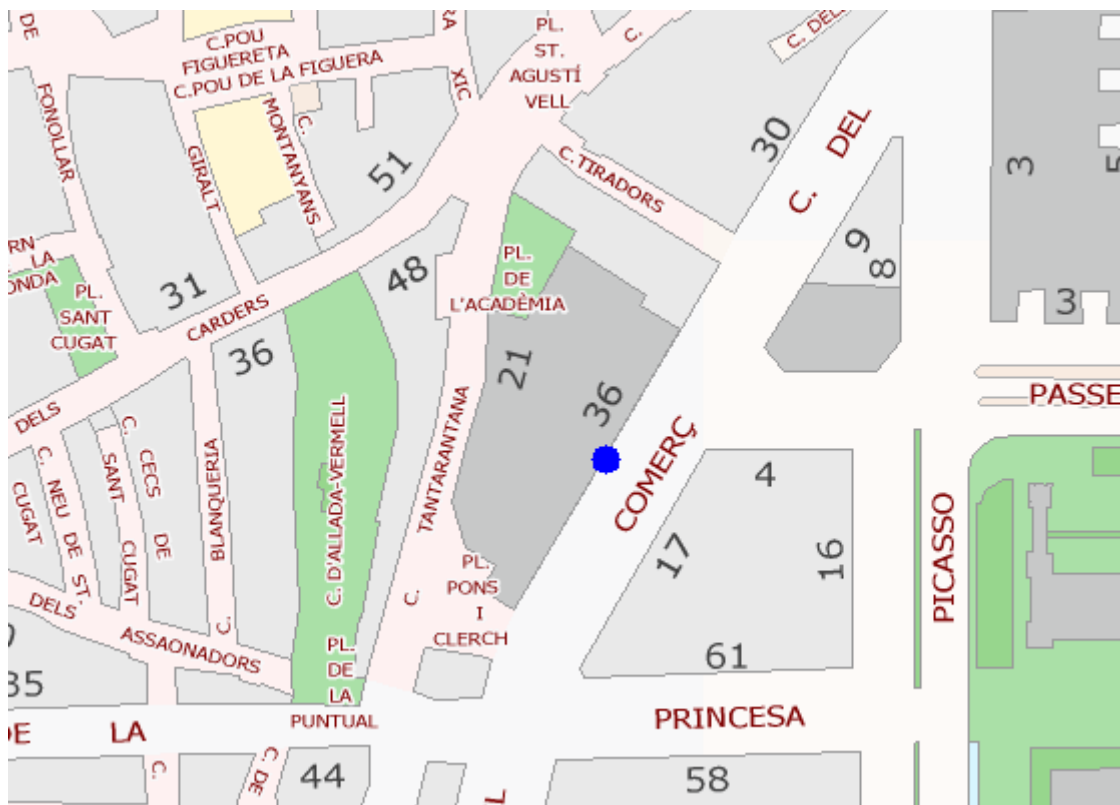 DE
FONOLLAR
C.POU
FIGUERETA
C.POU DE LA FIGUERA
MONTANYANS
C.
GIRALT
51
XIC
PL.
ST.
AGUSTÍ
VELL
C.
C. DELS
30
C. DEL
C.TIRADORS
3
5
9
8
3
LA
PL.
SANT
CUGAT
31
CARDERS
48
PL.
DE
L'ACADÈMIA
36
21
36
PASSE
DELS
C. CECS DE
SANT
CUGAT
C. NEU DE ST.
CUGAT
BLANQUERIA
C.
C. D'ALLADA-VERMELL
TANTARANTANA
C.
COMERÇ
4
17
16
PICASSO
PL.
PONS
I
CLERCH
DELS
ASSAONADORS
35
PL.
DE
LA
PUNTUAL
61
DE LA
PRINCESA
C.
C. DE
44
58